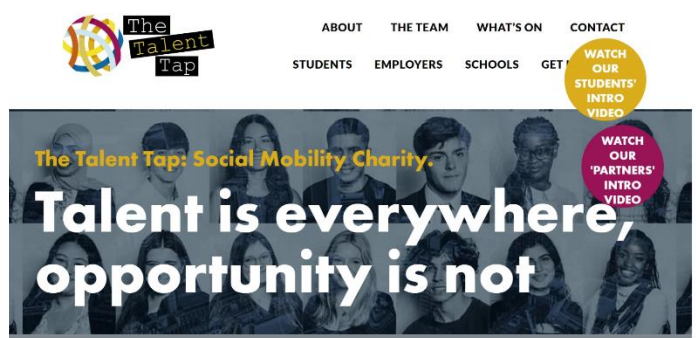 The
Talent
Tap
ABOUT THE TEAM WHAT'S ON CONTACT
STUDENTS EMPLOYERS SCHOOLS GET
WATCH
OUR
STUDENTS'
INTRO
VIDEO
WATCH
OUR
'PARTNERS'
INTRO
VIDEO
The Talent Tap: Social Mobility Charity.
Talent is everywhere,
opportunity is not